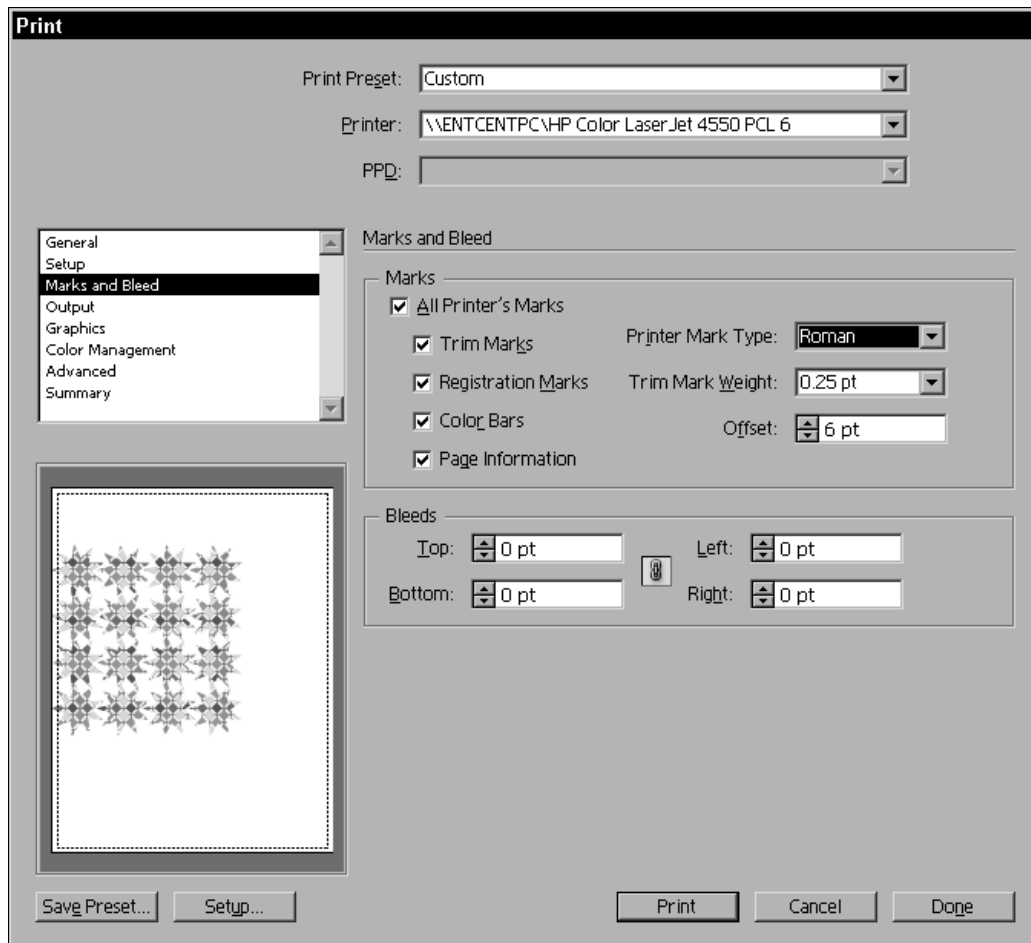 Print
Print Preset: Custom
Printer: \\ENTCENTPC\HP Color LaserJet 4550 PCL 6
PPD:
General
Setup
Marks and Bleed
Output
Graphics
Color Management
Advanced
Summary
Marks and Bleed
Marks
All Printer's Marks
Trim Marks
Registration Marks
Color Bars
Page Information
Printer Mark Type: Roman
Trim Mark Weight: 0.25 pt
Offset: 6 pt
Bleeds
Top: 0 pt
Left: 0 pt
Bottom: 0 pt
Right: 0 pt
Save Preset...
Setup...
Print
Cancel
Done